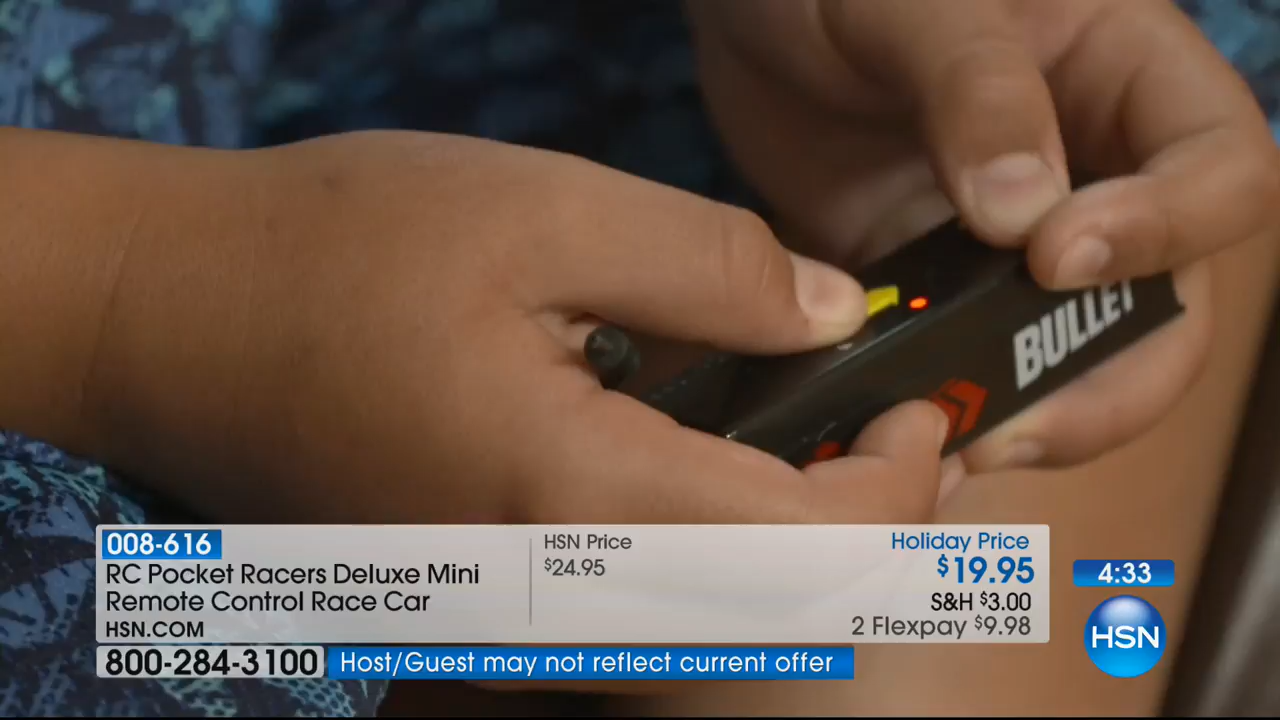 BULLET
008-616
RC Pocket Racers Deluxe Mini
Remote Control Race Car
HSN.COM
HSN Price
$24.95
Holiday Price
$19.95
S&H $3.00
2 Flexpay $9.98
4:33
HSN
800-284-3100
Host/Guest may not reflect current offer